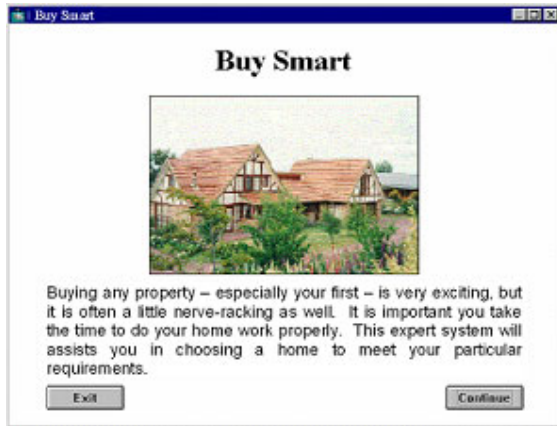 Buy Smart
Buy Smart
Buying any property – especially your first – is very exciting, but
it is often a little nerve-racking as well. It is important you take
the time to do your home work properly. This expert system will
assists you in choosing a home to meet your particular
requirements.
Exit
Continue